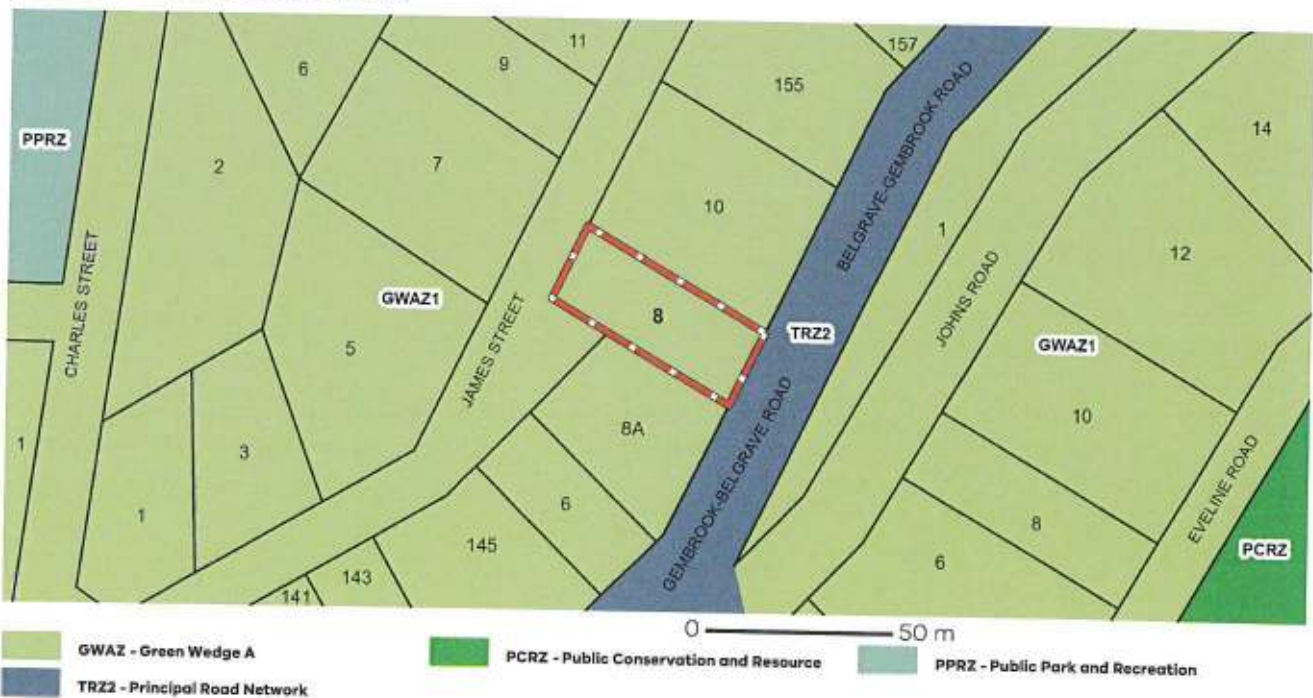 157
11
6
9
155
14
PPRZ
2
7
10
BELGRAVE-GEMBROOK ROAD
1
12
CHARLES STREET
GWAZ1
5
JAMES STREET
8
TRZ2
JOHNS ROAD
GWAZ1
10
8A
GEMBROOK-BELGRAVE ROAD
1
3
1
6
145
8
EVELINE ROAD
PCRZ
6
143
141
0 50 m
GWAZ - Green Wedge A
PCRZ - Public Conservation and Resource
PPRZ - Public Park and Recreation
TRZ2 - Principal Road Network